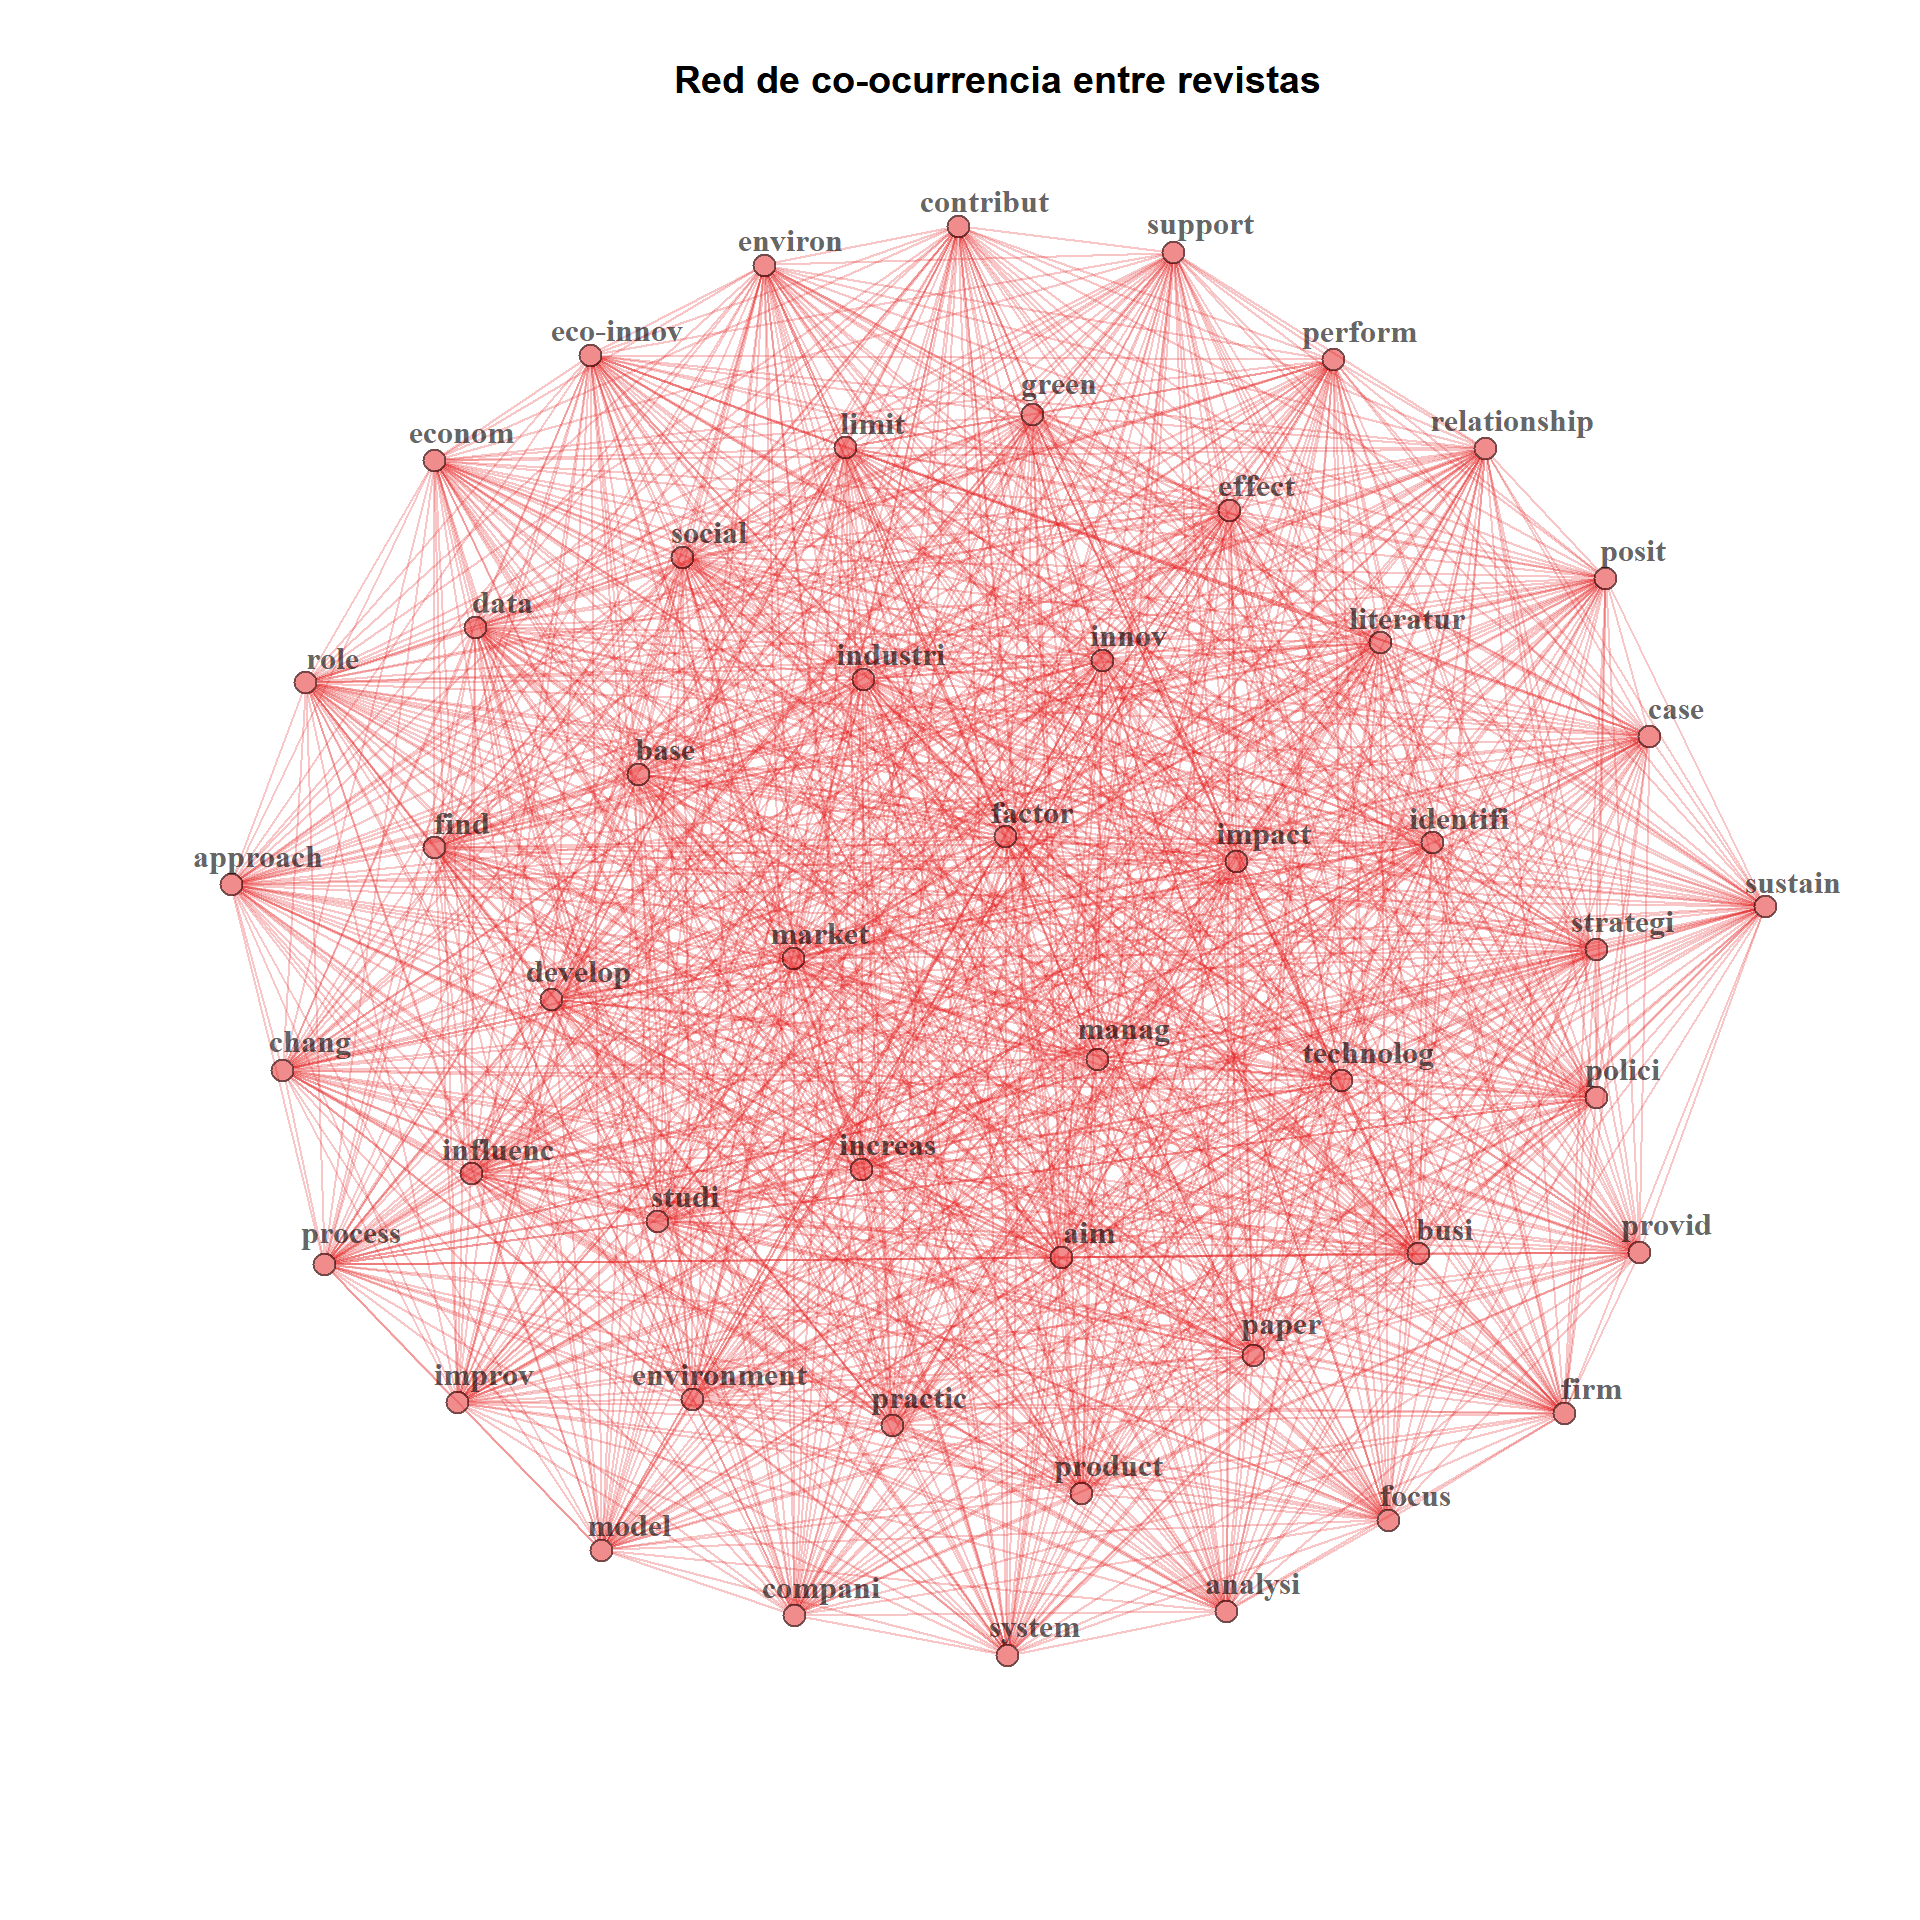 Red de co-ocurrencia entre revistas
contribut
support
environ
eco-innov
perform
green
relationship
limit
econom
effect
social
posit
data
literatur
innov
industri
role
case
base
factor
identifi
find
impact
approach
sustain
strategi
market
develop
manag
chang
technolog
polici
increas
influenc
studi
provid
busi
process
aim
paper
improv
environment
firm
practic
product
focus
model
analysi
compani
system